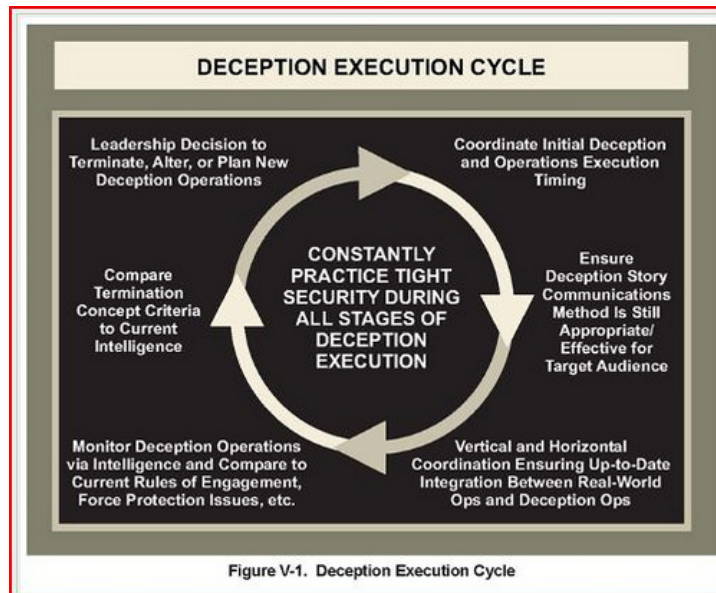 DECEPTION EXECUTION CYCLE
Leadership Decision to
Terminate, Alter, or Plan New
Deception Operations
Coordinate Initial Deception
and Operations Execution
Timing
CONSTANTLY
PRACTICE TIGHT
SECURITY DURING
ALL STAGES OF
DECEPTION
EXECUTION
Compare
Termination
Concept Criteria
to Current
Intelligence
Ensure
Deception Story
Communications
Method Is Still
Appropriate/
Effective for
Target Audience
Monitor Deception Operations
via Intelligence and Compare to
Current Rules of Engagement,
Force Protection Issues, etc.
Vertical and Horizontal
Coordination Ensuring Up-to-Date
Integration Between Real-World
Ops and Deception Ops
Figure V-1. Deception Execution Cycle